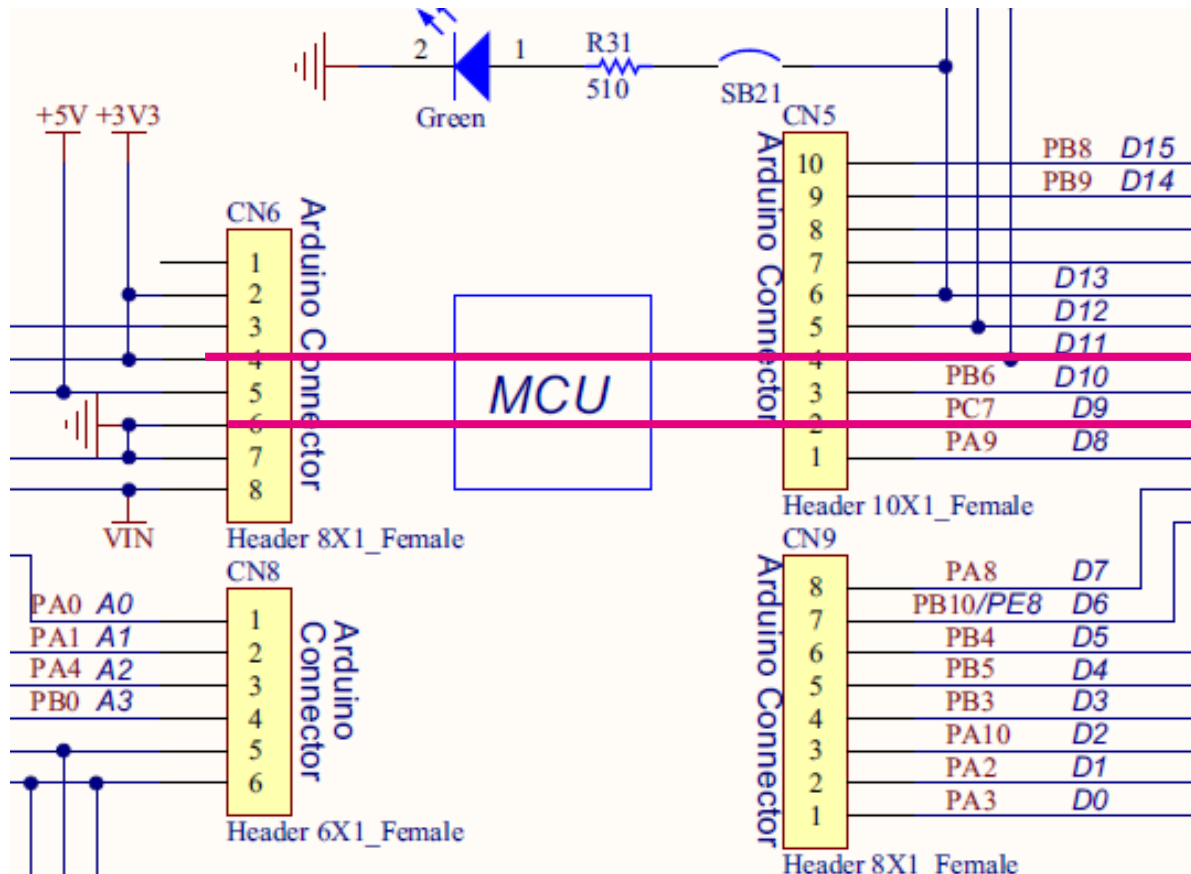 2
1
R31
510
SB21
Green
+5V +3V3
CN5
10
9
8
7
6
5
4
3
2
1
Arduino Connector
Header 10X1_Female
PB8 D15
PB9 D14
D13
D12
D11
PB6 D10
PC7 D9
PA9 D8
CN6
1
2
3
4
5
6
7
8
Arduino Connector
Header 8X1_Female
VIN
MCU
CN8
PA0 A0
PA1 A1
PA4 A2
PB0 A3
1
2
3
4
5
6
Arduino
Connector
Header 6X1_Female
CN9
8
7
6
5
4
3
2
1
Arduino Connector
PA8 D7
PB10/PE8 D6
PB4 D5
PB5 D4
PB3 D3
PA10 D2
PA2 D1
PA3 D0
Header 8X1_Female